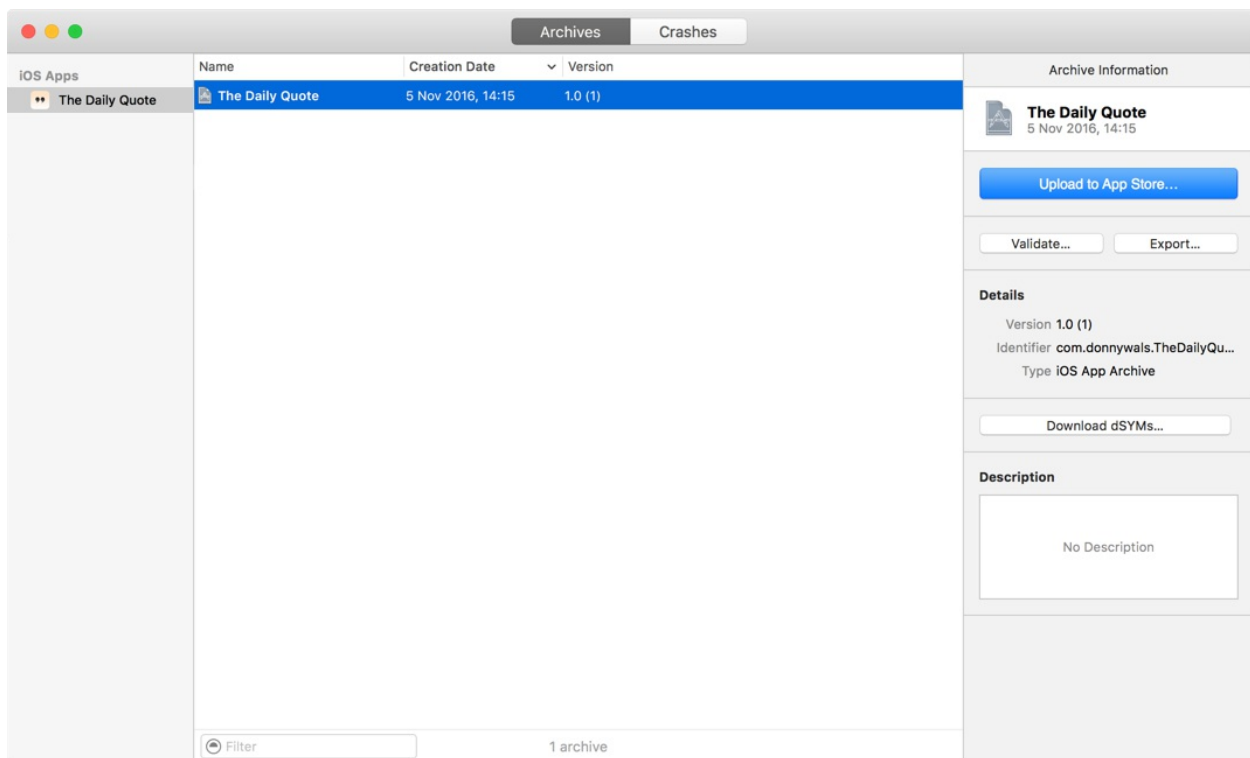 Archives Crashes
iOS Apps
The Daily Quote
Name Creation Date Version
The Daily Quote 5 Nov 2016, 14:15 1.0 (1)
Filter 1 archive
Archive Information
The Daily Quote
5 Nov 2016, 14:15
Upload to App Store...
Validate... Export...
Details
Version 1.0 (1)
Identifier com.donnywals.TheDailyQu...
Type iOS App Archive
Download dSYMs...
Description
No Description